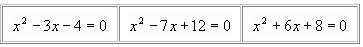 x² − 3x − 4 = 0 x² − 7x + 12 = 0 x² + 6x + 8 = 0